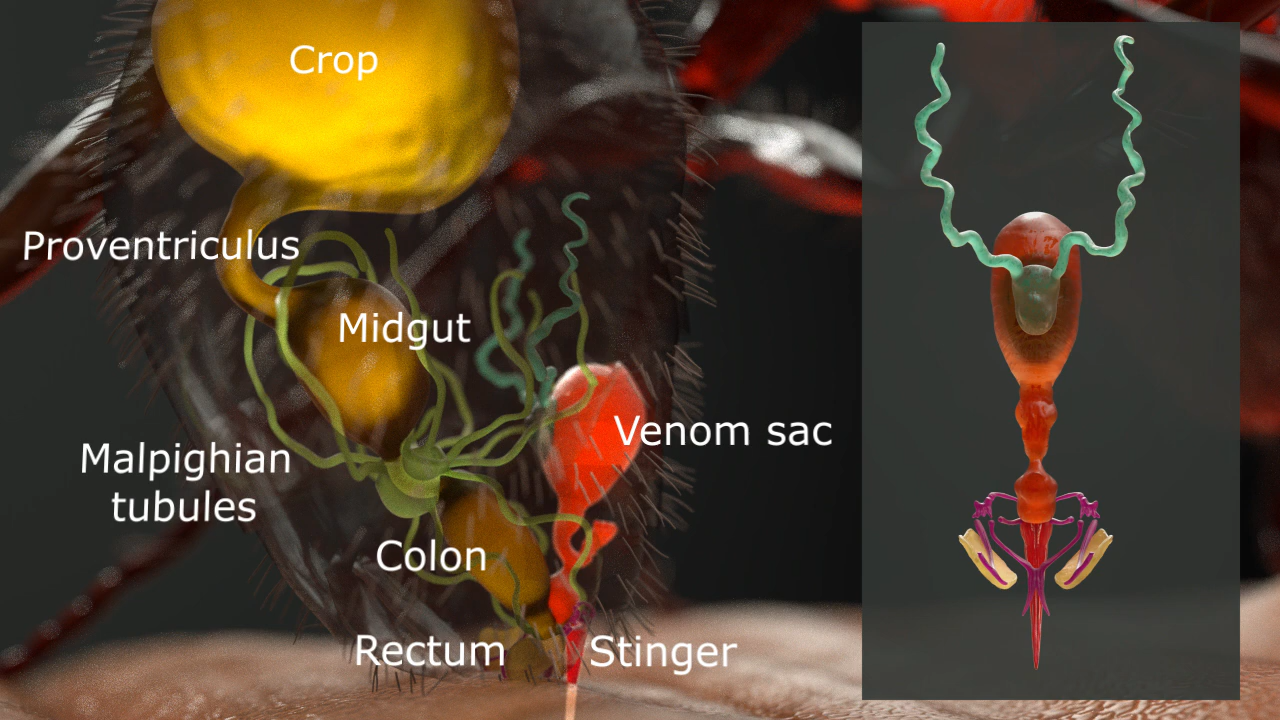 Crop
Proventriculus
Midgut
Venom sac
Malpighian
tubules
Colon
Rectum
Stinger